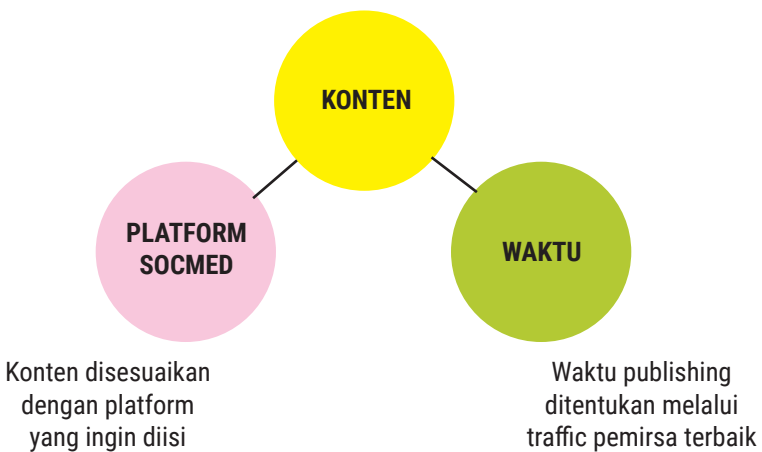 KONTEN
PLATFORM
SOCMED
WAKTU
Konten disesuaikan
dengan platform
yang ingin diisi
Waktu publishing
ditentukan melalui
traffic pemirsa terbaik